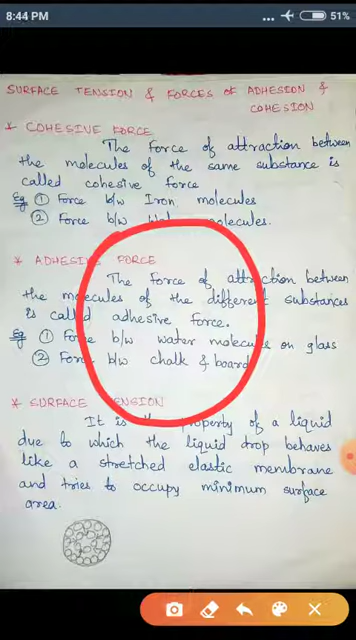 8:44 PM ... 51%
SURFACE TENSION & FORCES OF ADHESION &
COHESION
* COHESIVE FORCE
The Force of attraction between
the molecules of the same substance is
called cohesive force
Eg ① Force b/w Iron molecules
② Force b/w molecules.
* ADHESIVE FORCE
The Force of attraction between
the molecules of the different substances
is called adhesive force.
Eg ① Force b/w water molecule on glass
② Force b/w chalk & board
* SURFACE TENSION
It is the property of a liquid
due to which the liquid drop behaves
like a stretched elastic membrane
and tries to occupy minimum surface
area.